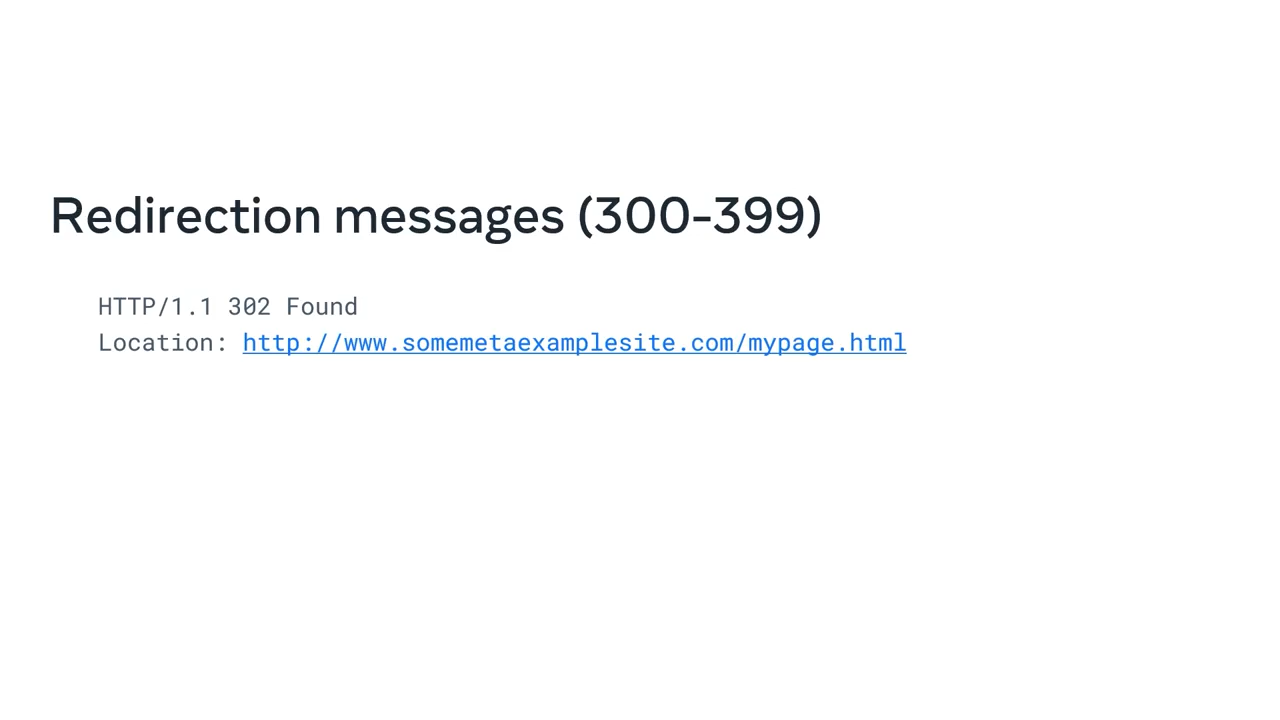 Redirection messages (300-399)
HTTP/1.1 302 Found
Location: http://www.somemetaexamplesite.com/mypage.html